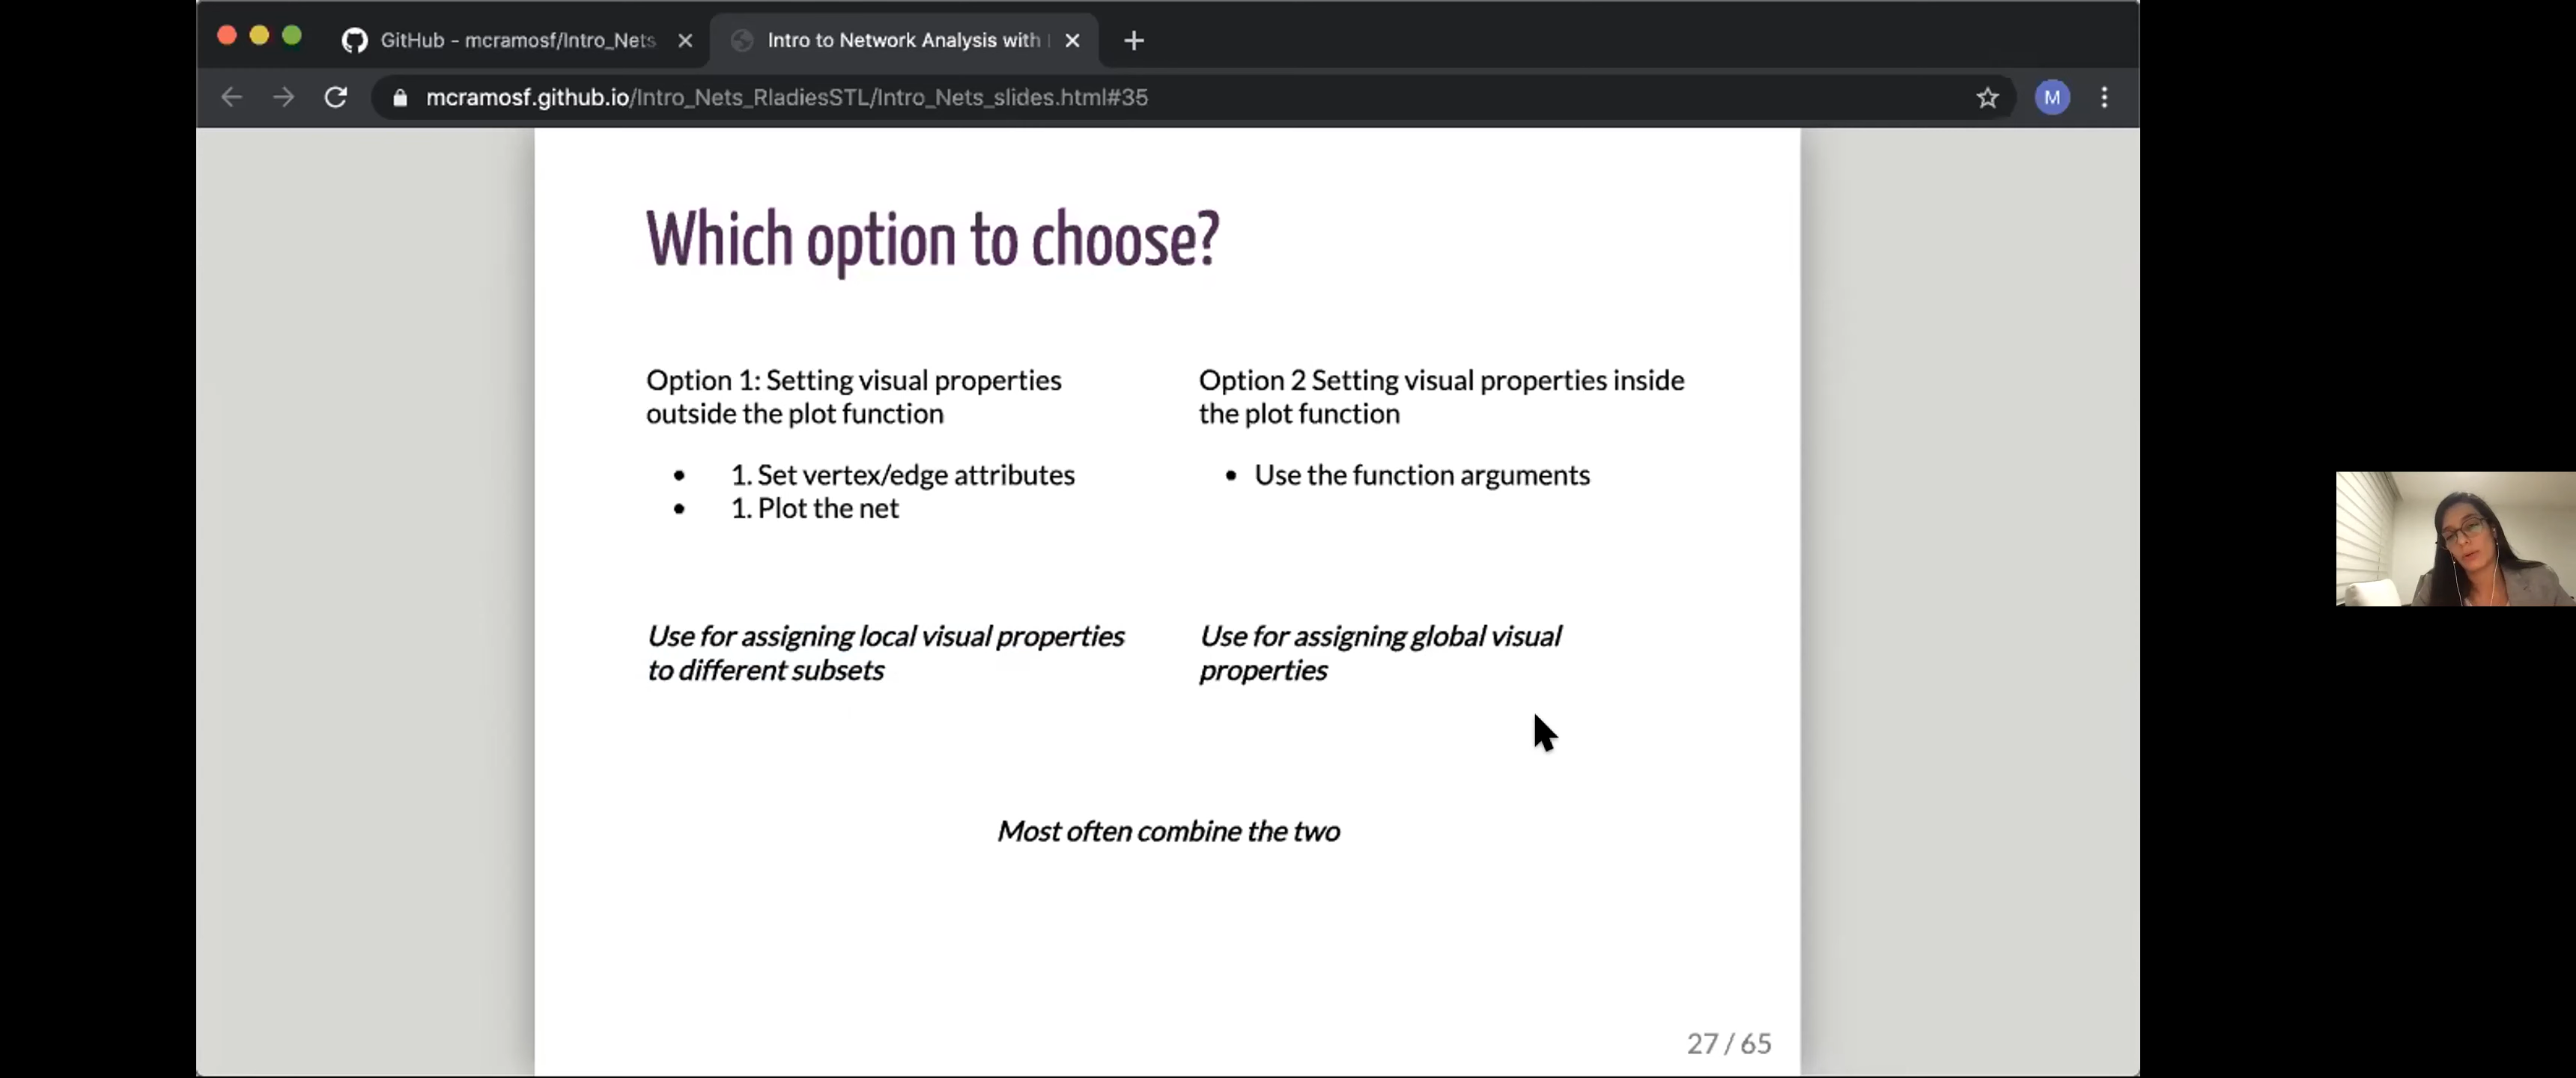 GitHub - mcramosf/Intro_Nets
Intro to Network Analysis with
mcramosf.github.io/Intro_Nets_RladiesSTL/Intro_Nets_slides.html#35
M
Which option to choose?
Option 1: Setting visual properties
outside the plot function
• 1. Set vertex/edge attributes
• 1. Plot the net
Use for assigning local visual properties
to different subsets
Option 2 Setting visual properties inside
the plot function
• Use the function arguments
Use for assigning global visual
properties
Most often combine the two
27 / 65